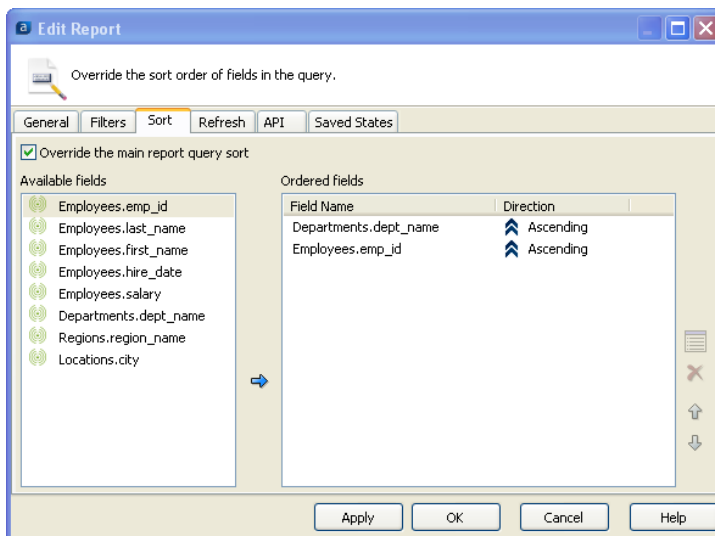 a Edit Report
Override the sort order of fields in the query.
General Filters Sort Refresh API Saved States
Override the main report query sort
Available fields
Employees.emp_id
Employees.last_name
Employees.first_name
Employees.hire_date
Employees.salary
Departments.dept_name
Regions.region_name
Locations.city
Ordered fields
Field Name Direction
Departments.dept_name Ascending
Employees.emp_id Ascending
Apply OK Cancel Help